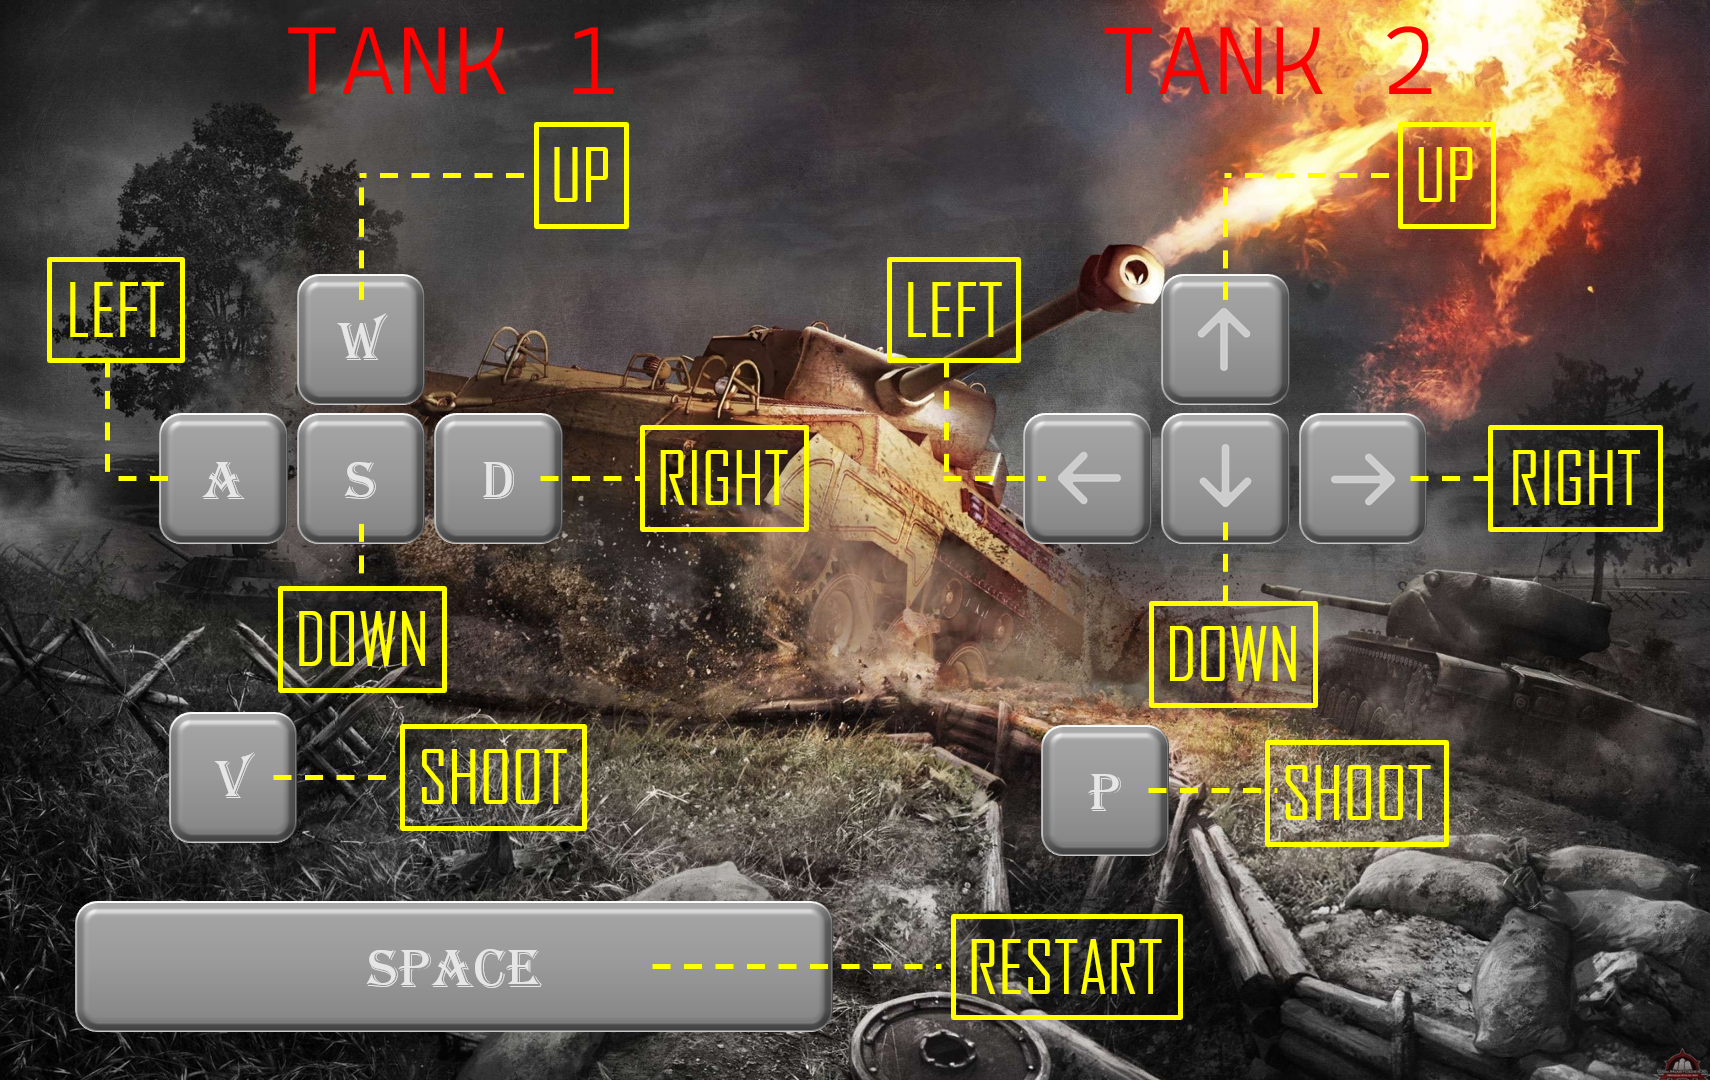 TANK 1
TANK 2
UP
UP
LEFT
LEFT
W
↑
A
S
D
RIGHT
←
↓
→
RIGHT
DOWN
DOWN
V
SHOOT
P
SHOOT
SPACE
RESTART